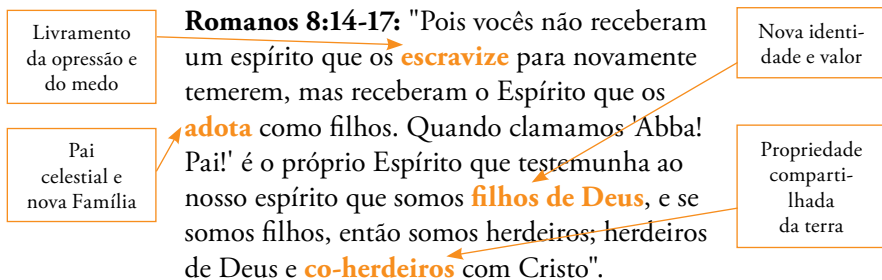 Livramento
da opressão e
do medo
Pai
celestial e
nova Família
Romanos 8:14-17: "Pois vocês não receberam
um espírito que os escravize para novamente
temerem, mas receberam o Espírito que os
adota como filhos. Quando clamamos 'Abba!
Pai!' é o próprio Espírito que testemunha ao
nosso espírito que somos filhos de Deus, e se
somos filhos, então somos herdeiros; herdeiros
de Deus e co-herdeiros com Cristo".
Nova identi-
dade e valor
Propriedade
comparti-
lhada
da terra